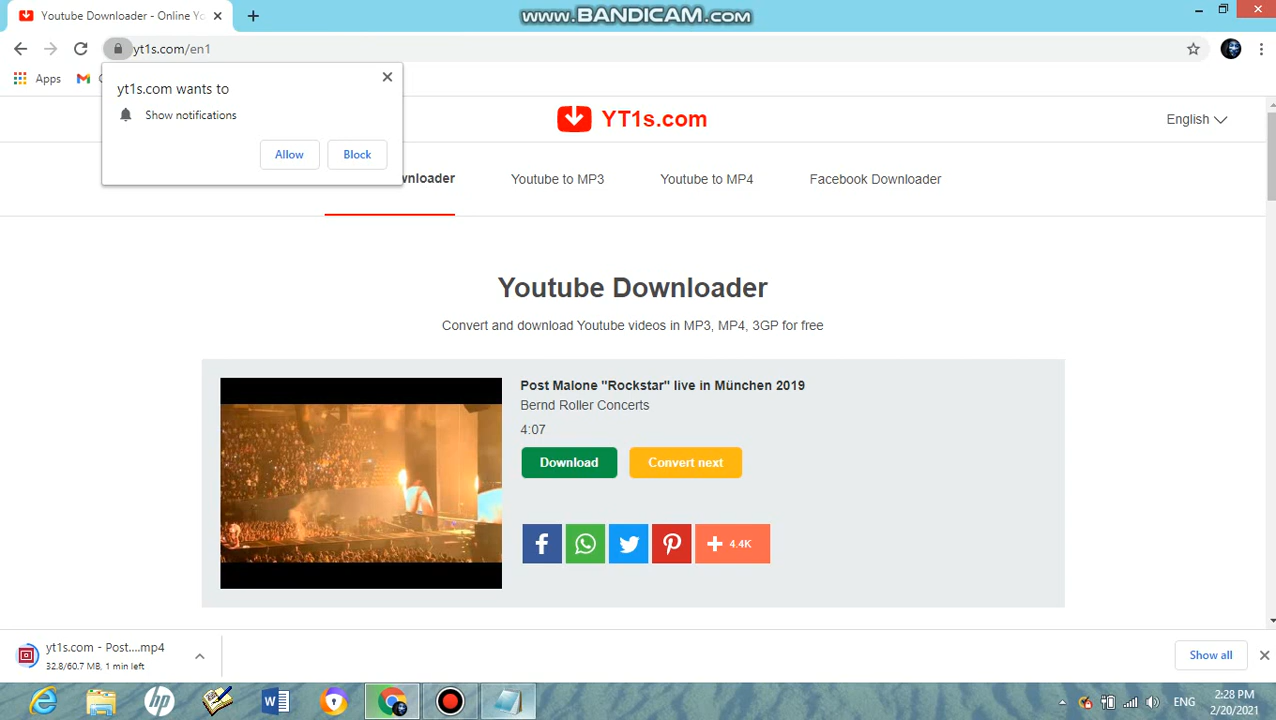 Youtube Downloader - Online Yo
WWW.BANDICAM.COM
yt1s.com/en1
Apps
yt1s.com wants to
Show notifications
Allow
Block
YT1s.com
English
wnloader
Youtube to MP3
Youtube to MP4
Facebook Downloader
Youtube Downloader
Convert and download Youtube videos in MP3, MP4, 3GP for free
Post Malone "Rockstar" live in München 2019
Bernd Roller Concerts
4:07
Download
Convert next
4.4K
yt1s.com - Post....mp4
32.8/60.7 MB, 1 min left
Show all
ENG
2:28 PM
2/20/2021